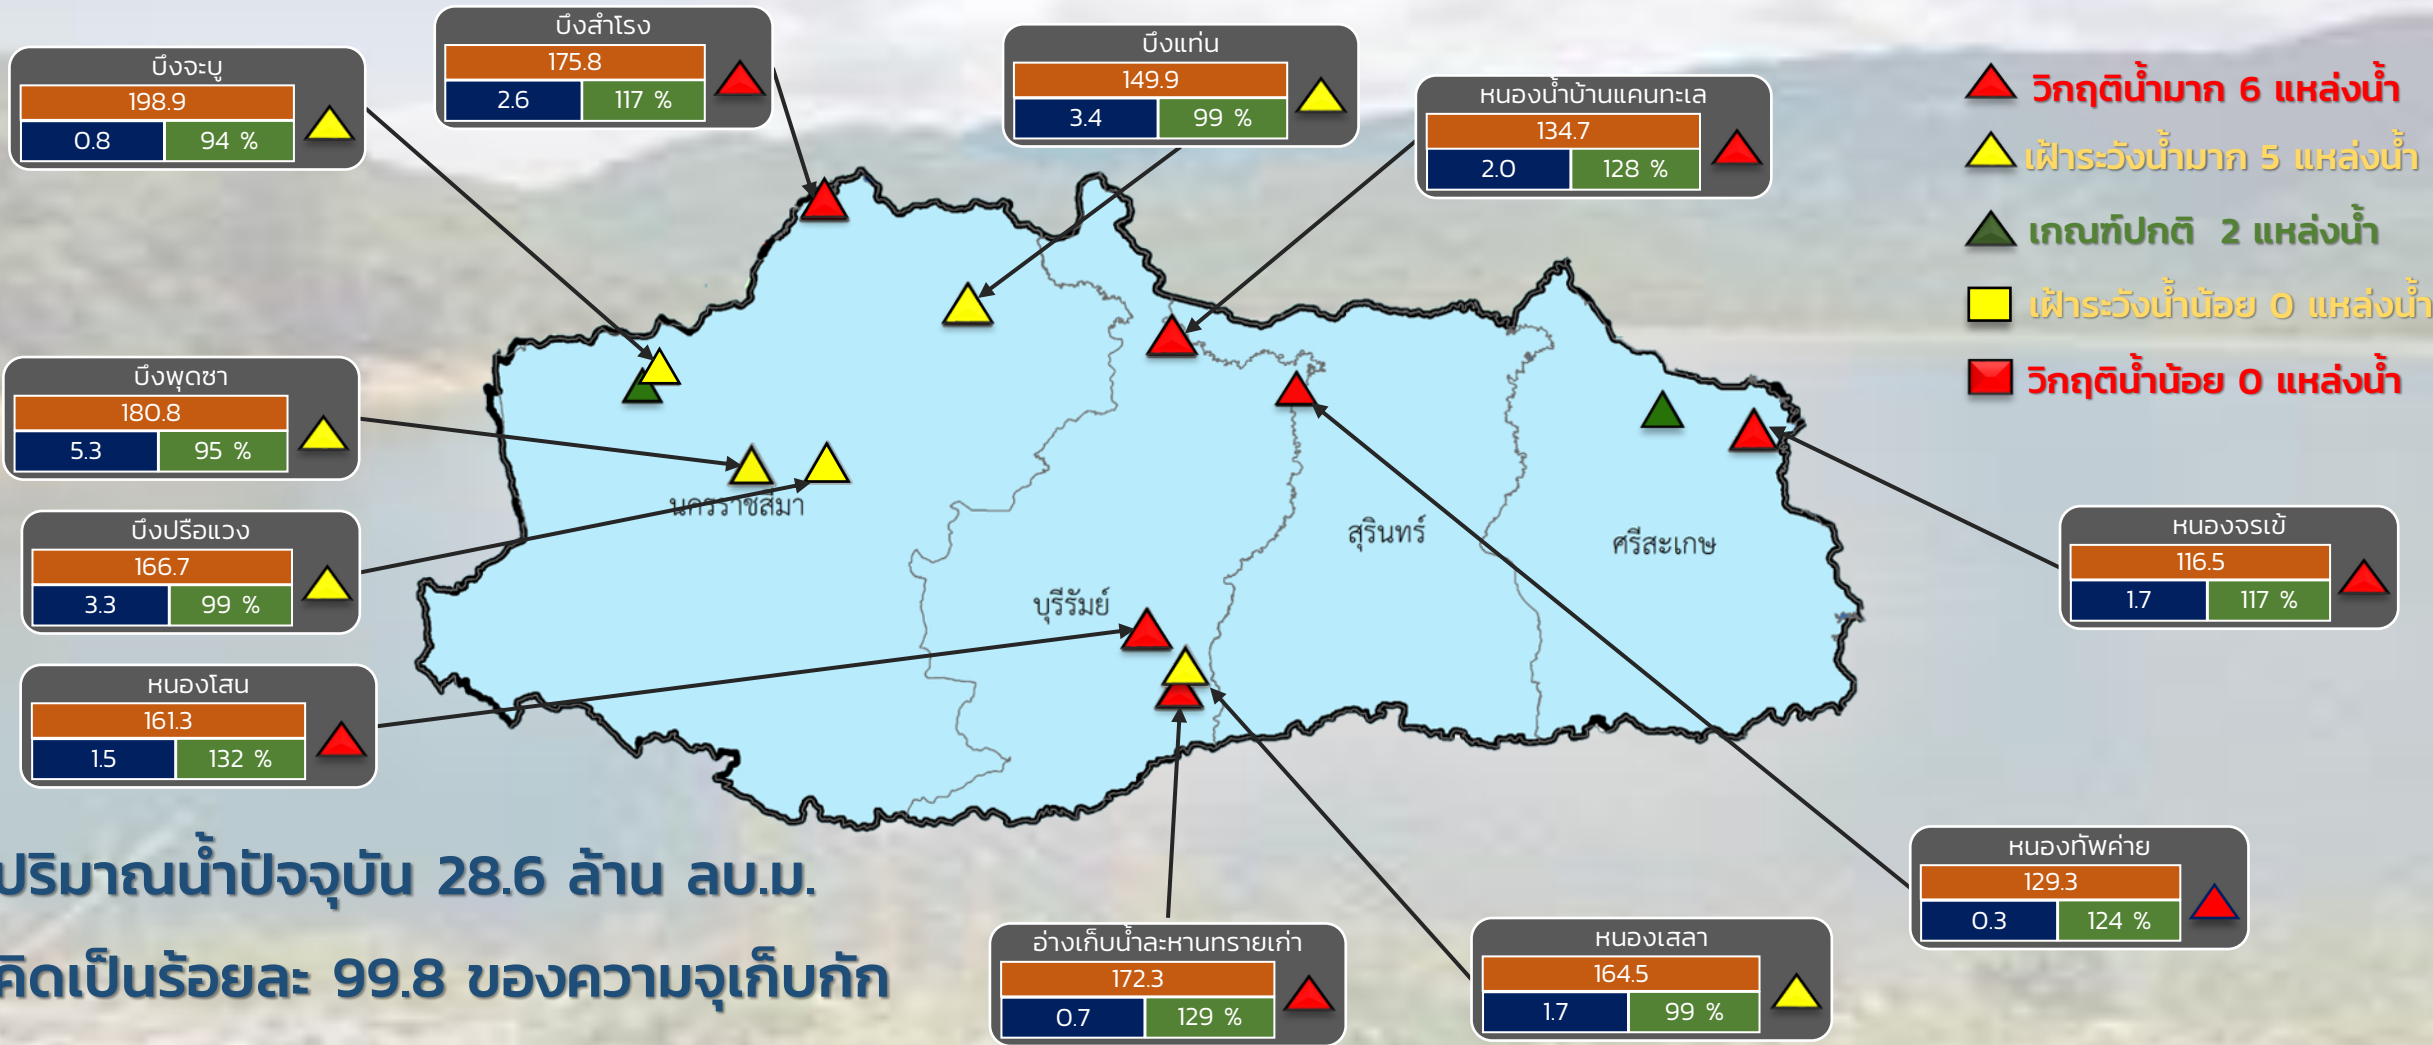 บึงจะบู
198.9
0.8 94 %
บึงสำโรง
175.8
2.6 117 %
บึงแท่น
149.9
3.4 99 %
หนองน้ำบ้านแคนทะเล
134.7
2.0 128 %
วิกฤติน้ำมาก 6 แหล่งน้ำ
เฝ้าระวังน้ำมาก 5 แหล่งน้ำ
เกณฑ์ปกติ 2 แหล่งน้ำ
เฝ้าระวังน้ำน้อย 0 แหล่งน้ำ
วิกฤติน้ำน้อย 0 แหล่งน้ำ
บึงพุดซา
180.8
5.3 95 %
บึงปรือแวง
166.7
3.3 99 %
หนองโสน
161.3
1.5 132 %
นครราชสีมา
บุรีรัมย์
สุรินทร์
ศรีสะเกษ
หนองจรเข้
116.5
1.7 117 %
หนองทัพค่าย
129.3
0.3 124 %
อ่างเก็บน้ำละหานทรายเก่า
172.3
0.7 129 %
หนองเสลา
164.5
1.7 99 %
ปริมาณน้ำปัจจุบัน 28.6 ล้าน ลบ.ม.
คิดเป็นร้อยละ 99.8 ของความจุเก็บกัก